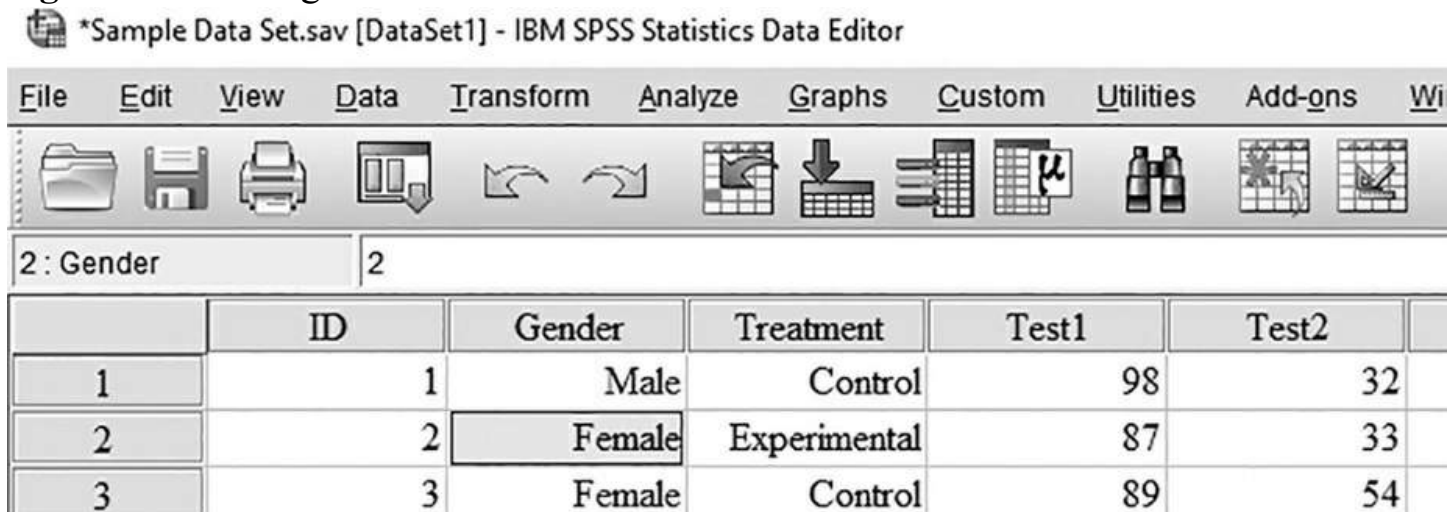 *Sample Data Set.sav [DataSet1] - IBM SPSS Statistics Data Editor
File Edit View Data Transform Analyze Graphs Custom Utilities Add-ons Wi
μ
2 : Gender 2
ID Gender Treatment Test1 Test2
1 1 Male Control 98 32
2 2 Female Experimental 87 33
3 3 Female Control 89 54